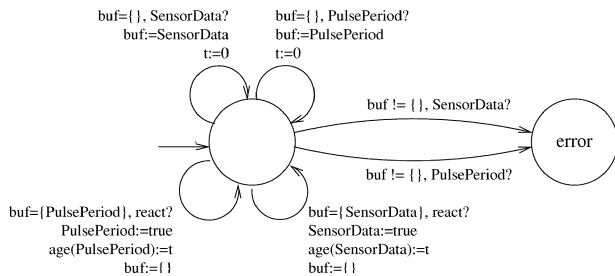 buf={}, SensorData?
buf:=SensorData
t:=0
buf={}, PulsePeriod?
buf:=PulsePeriod
t:=0
buf != {}, SensorData?
error
buf != {}, PulsePeriod?
buf={PulsePeriod}, react?
PulsePeriod:=true
age(PulsePeriod):=t
buf:={}
buf={SensorData}, react?
SensorData:=true
age(SensorData):=t
buf:={}